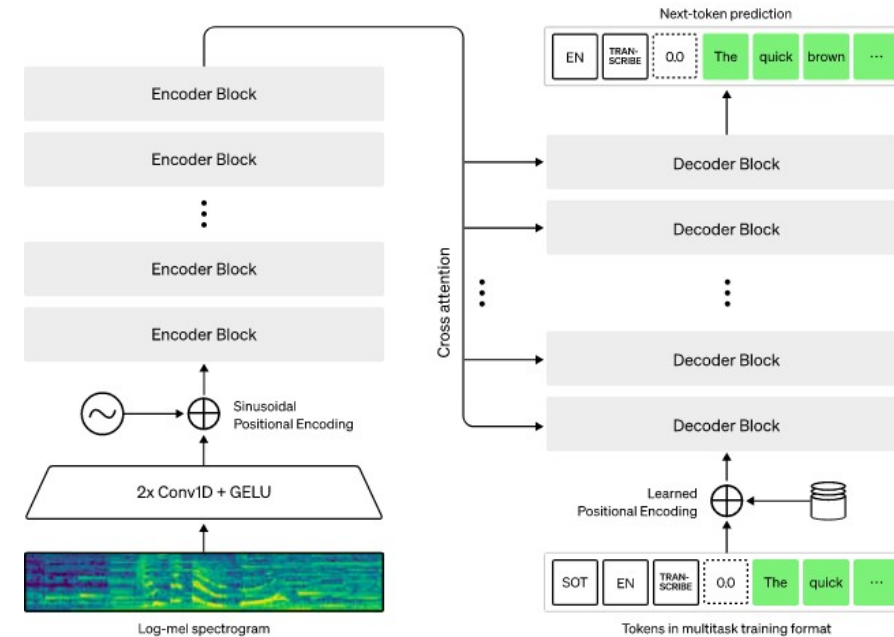 Next-token prediction
EN
TRAN-
SCRIBE
0.0
The
quick
brown
...
Encoder Block
Encoder Block
Encoder Block
Encoder Block
Sinusoidal
Positional Encoding
2x Conv1D + GELU
Log-mel spectrogram
Cross attention
Decoder Block
Decoder Block
Decoder Block
Decoder Block
Learned
Positional Encoding
SOT
EN
TRAN-
SCRIBE
0.0
The
quick
...
Tokens in multitask training format